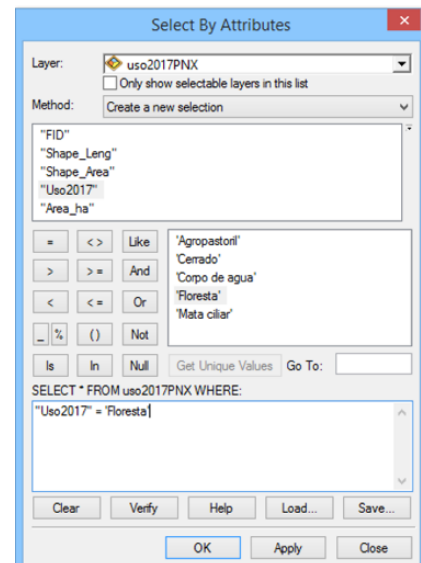 Select By Attributes
×
Layer: uso2017PNX
Only show selectable layers in this list
Method: Create a new selection
"FID"
"Shape_Leng"
"Shape_Area"
"Uso2017"
"Area_ha"
= <> Like 'Agropastoril'
> >= And 'Cerrado'
'Corpo de agua'
< <= Or 'Floresta'
'Mata ciliar'
_ % () Not
Is In Null Get Unique Values Go To:
SELECT * FROM uso2017PNX WHERE:
"Uso2017" = 'Floresta'
Clear Verify Help Load... Save...
OK Apply Close